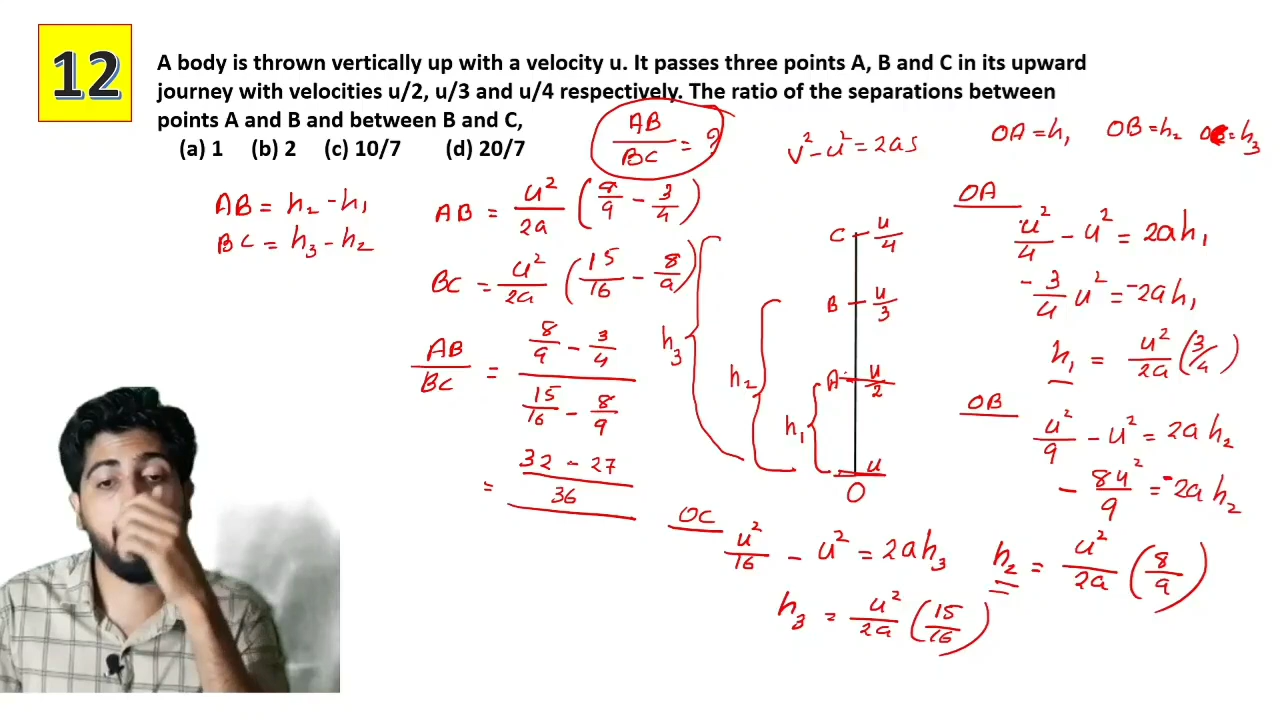 12
A body is thrown vertically up with a velocity u. It passes three points A, B and C in its upward
journey with velocities u/2, u/3 and u/4 respectively. The ratio of the separations between
points A and B and between B and C,
(a) 1 (b) 2 (c) 10/7 (d) 20/7
AB/BC = ?
v² - u² = 2as
OA = h₁ OB = h₂ OC = h₃
AB = h₂ - h₁
BC = h₃ - h₂
AB = u²/2a (8/9 - 3/4)
BC = u²/2a (15/16 - 8/9)
AB/BC = (8/9 - 3/4)/(15/16 - 8/9)
= (32 - 27)/36
C u/4
B u/3
A u/2
u
O
h₃
h₂
h₁
OA
u²/4 - u² = 2ah₁
- 3/4 u² = -2ah₁
h₁ = u²/2a (3/4)
OB
u²/9 - u² = 2ah₂
- 8u²/9 = -2ah₂
h₂ = u²/2a (8/9)
OC
u²/16 - u² = 2ah₃
h₃ = u²/2a (15/16)